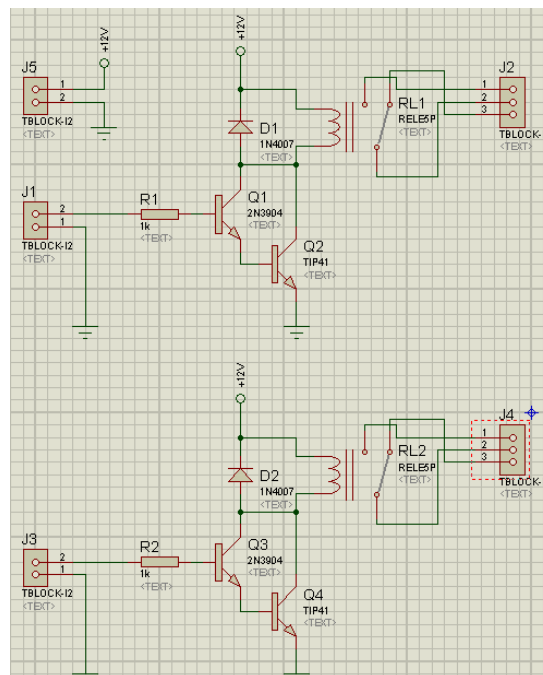 +12V
+12V
J5
1
2
TBLOCK-I2
<TEXT>
D1
1N4007
<TEXT>
RL1
RELE5P
<TEXT>
J2
1
2
3
TBLOCK-
<TEXT>
J1
2
1
TBLOCK-I2
<TEXT>
R1
1k
<TEXT>
Q1
2N3904
<TEXT>
Q2
TIP41
<TEXT>
+12V
D2
1N4007
<TEXT>
RL2
RELE5P
<TEXT>
J4
1
2
3
TBLOCK-
<TEXT>
J3
2
1
TBLOCK-I2
<TEXT>
R2
1k
<TEXT>
Q3
2N3904
<TEXT>
Q4
TIP41
<TEXT>